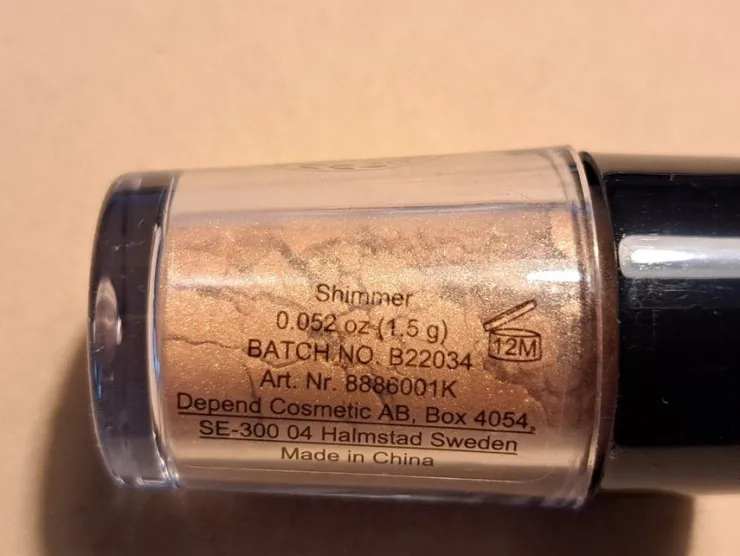 Shimmer
0.052 oz (1.5 g)
12M
BATCH NO. B22034
Art. Nr. 8886001K
Depend Cosmetic AB, Box 4054,
SE-300 04 Halmstad Sweden
Made in China